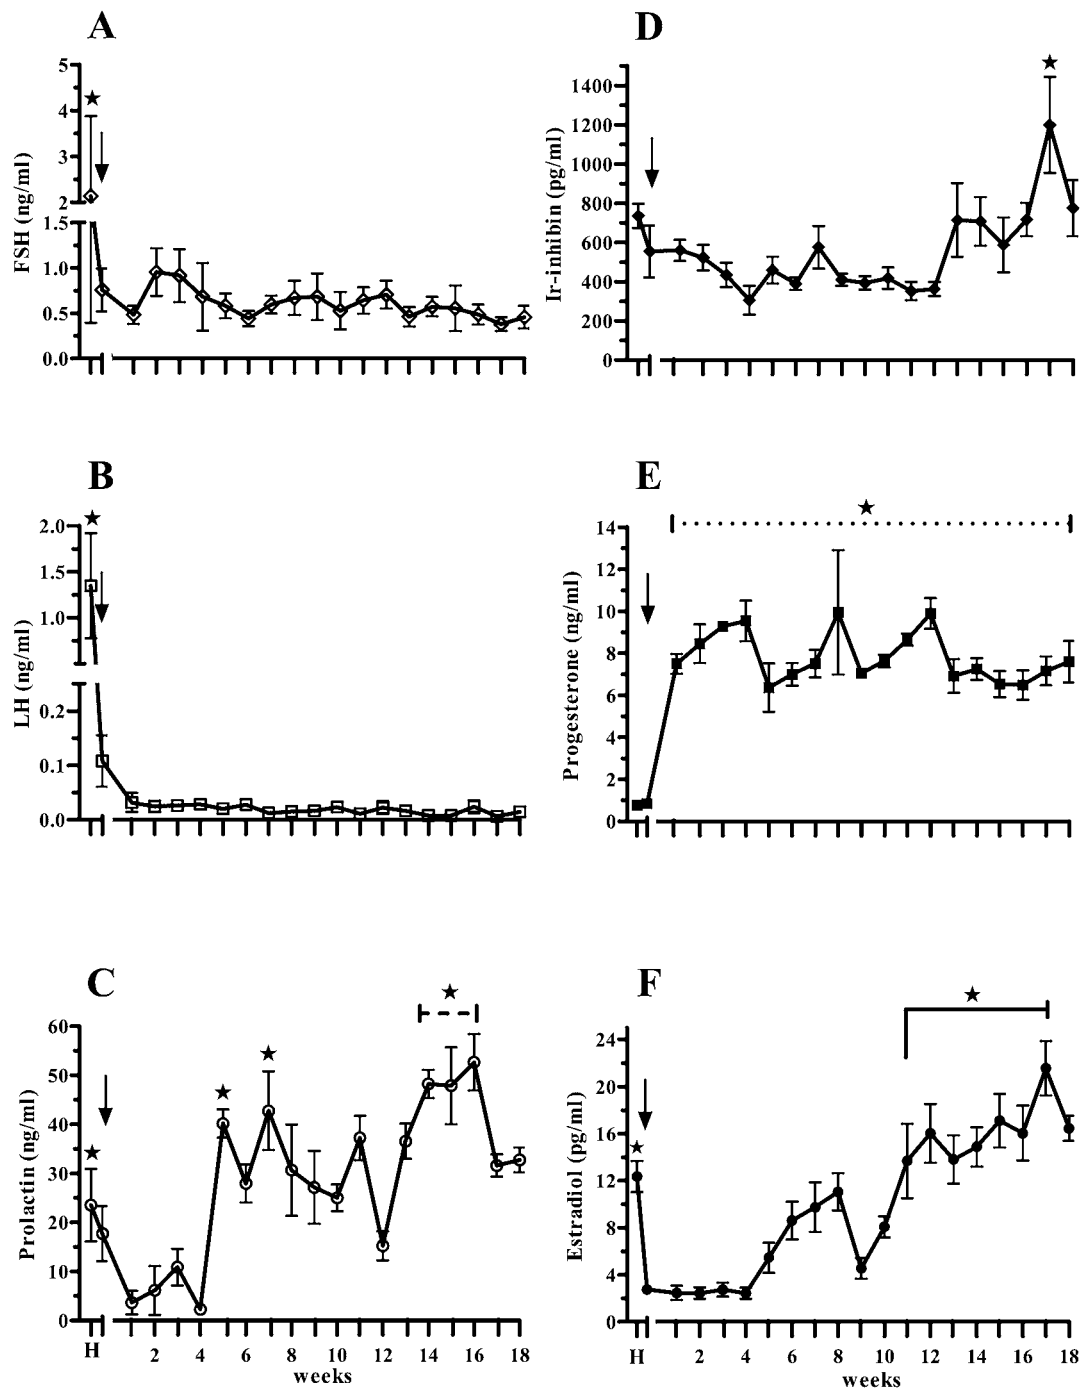 A
FSH (ng/ml)
5
4
3
2
1.5
1.0
0.5
0.0
D
Ir-inhibin (pg/ml)
1400
1200
1000
800
600
400
200
0
B
LH (ng/ml)
2.0
1.5
1.0
0.2
0.1
0.0
E
Progesterone (ng/ml)
14
12
10
8
6
4
2
0
C
Prolactin (ng/ml)
60
50
40
30
20
10
0
H 2 4 6 8 10 12 14 16 18
weeks
F
Estradiol (pg/ml)
24
20
16
12
8
4
0
H 2 4 6 8 10 12 14 16 18
weeks